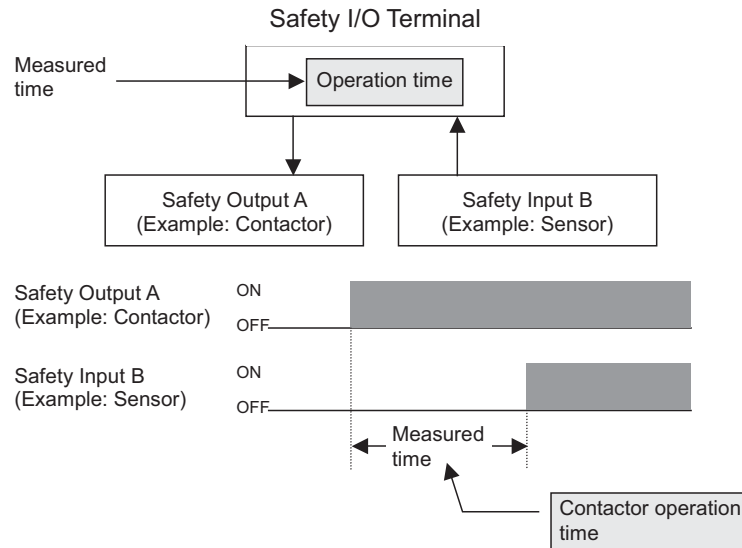 Safety I/O Terminal
Measured
time
Operation time
Safety Output A
(Example: Contactor)
Safety Input B
(Example: Sensor)
Safety Output A
(Example: Contactor)
ON
OFF
Safety Input B
(Example: Sensor)
ON
OFF
Measured
time
Contactor operation
time